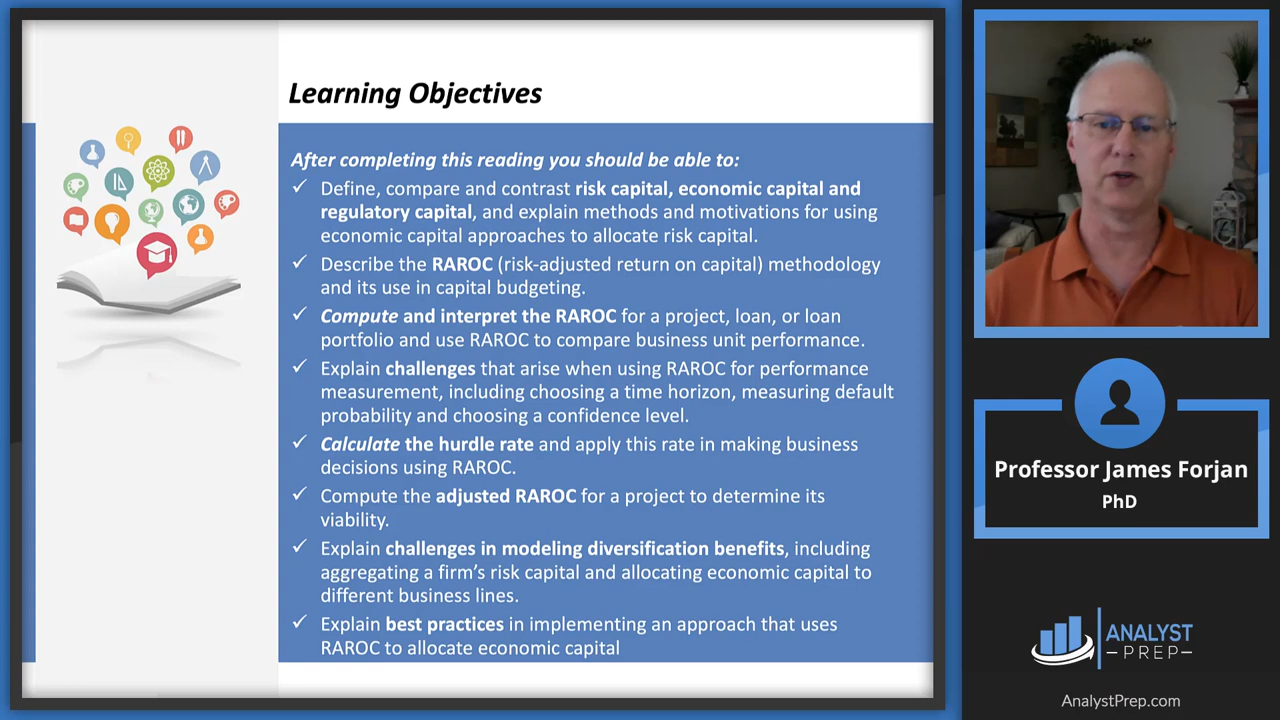 Learning Objectives
After completing this reading you should be able to:
✓ Define, compare and contrast risk capital, economic capital and
regulatory capital, and explain methods and motivations for using
economic capital approaches to allocate risk capital.
✓ Describe the RAROC (risk-adjusted return on capital) methodology
and its use in capital budgeting.
✓ Compute and interpret the RAROC for a project, loan, or loan
portfolio and use RAROC to compare business unit performance.
✓ Explain challenges that arise when using RAROC for performance
measurement, including choosing a time horizon, measuring default
probability and choosing a confidence level.
✓ Calculate the hurdle rate and apply this rate in making business
decisions using RAROC.
✓ Compute the adjusted RAROC for a project to determine its
viability.
✓ Explain challenges in modeling diversification benefits, including
aggregating a firm's risk capital and allocating economic capital to
different business lines.
✓ Explain best practices in implementing an approach that uses
RAROC to allocate economic capital
Professor James Forjan
PhD
ANALYST
PREP
AnalystPrep.com